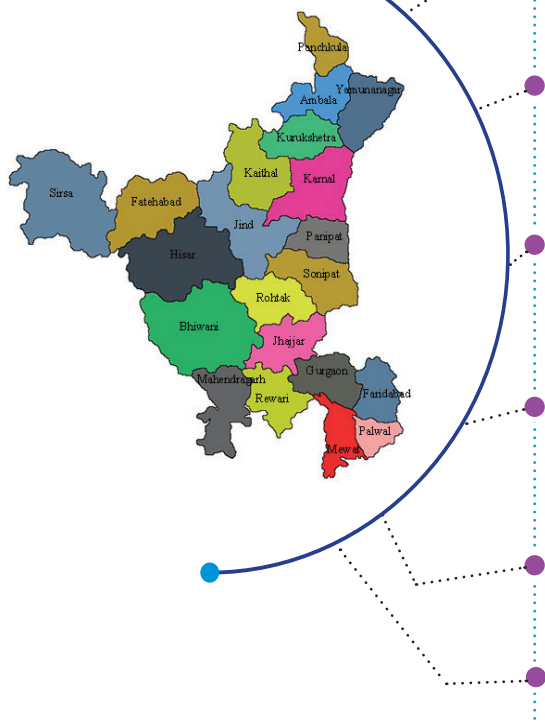 Panchkula
Ambala
Yamunanagar
Kurukshetra
Kaithal
Karnal
Sirsa
Fatehabad
Jind
Panipat
Hisar
Sonipat
Rohtak
Bhiwani
Jhajjar
Mahendragarh
Gurgaon
Rewari
Faridabad
Palwal
Mewat